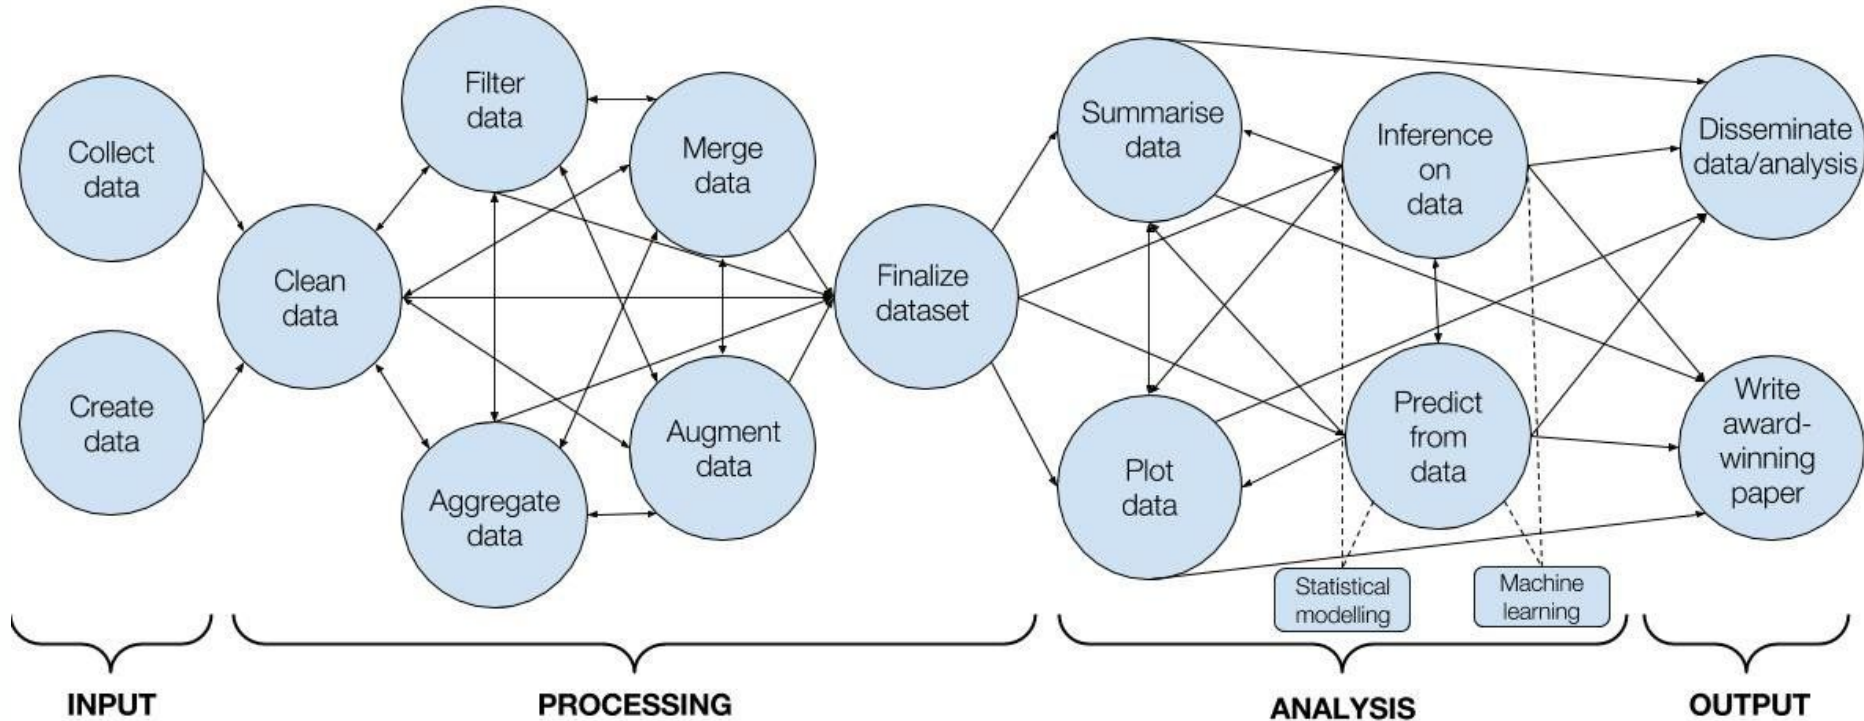 Collect
data
Create
data
Clean
data
Filter
data
Merge
data
Aggregate
data
Augment
data
Finalize
dataset
Summarise
data
Plot
data
Inference
on
data
Predict
from
data
Statistical
modelling
Machine
learning
Disseminate
data/analysis
Write
award-
winning
paper
INPUT
PROCESSING
ANALYSIS
OUTPUT